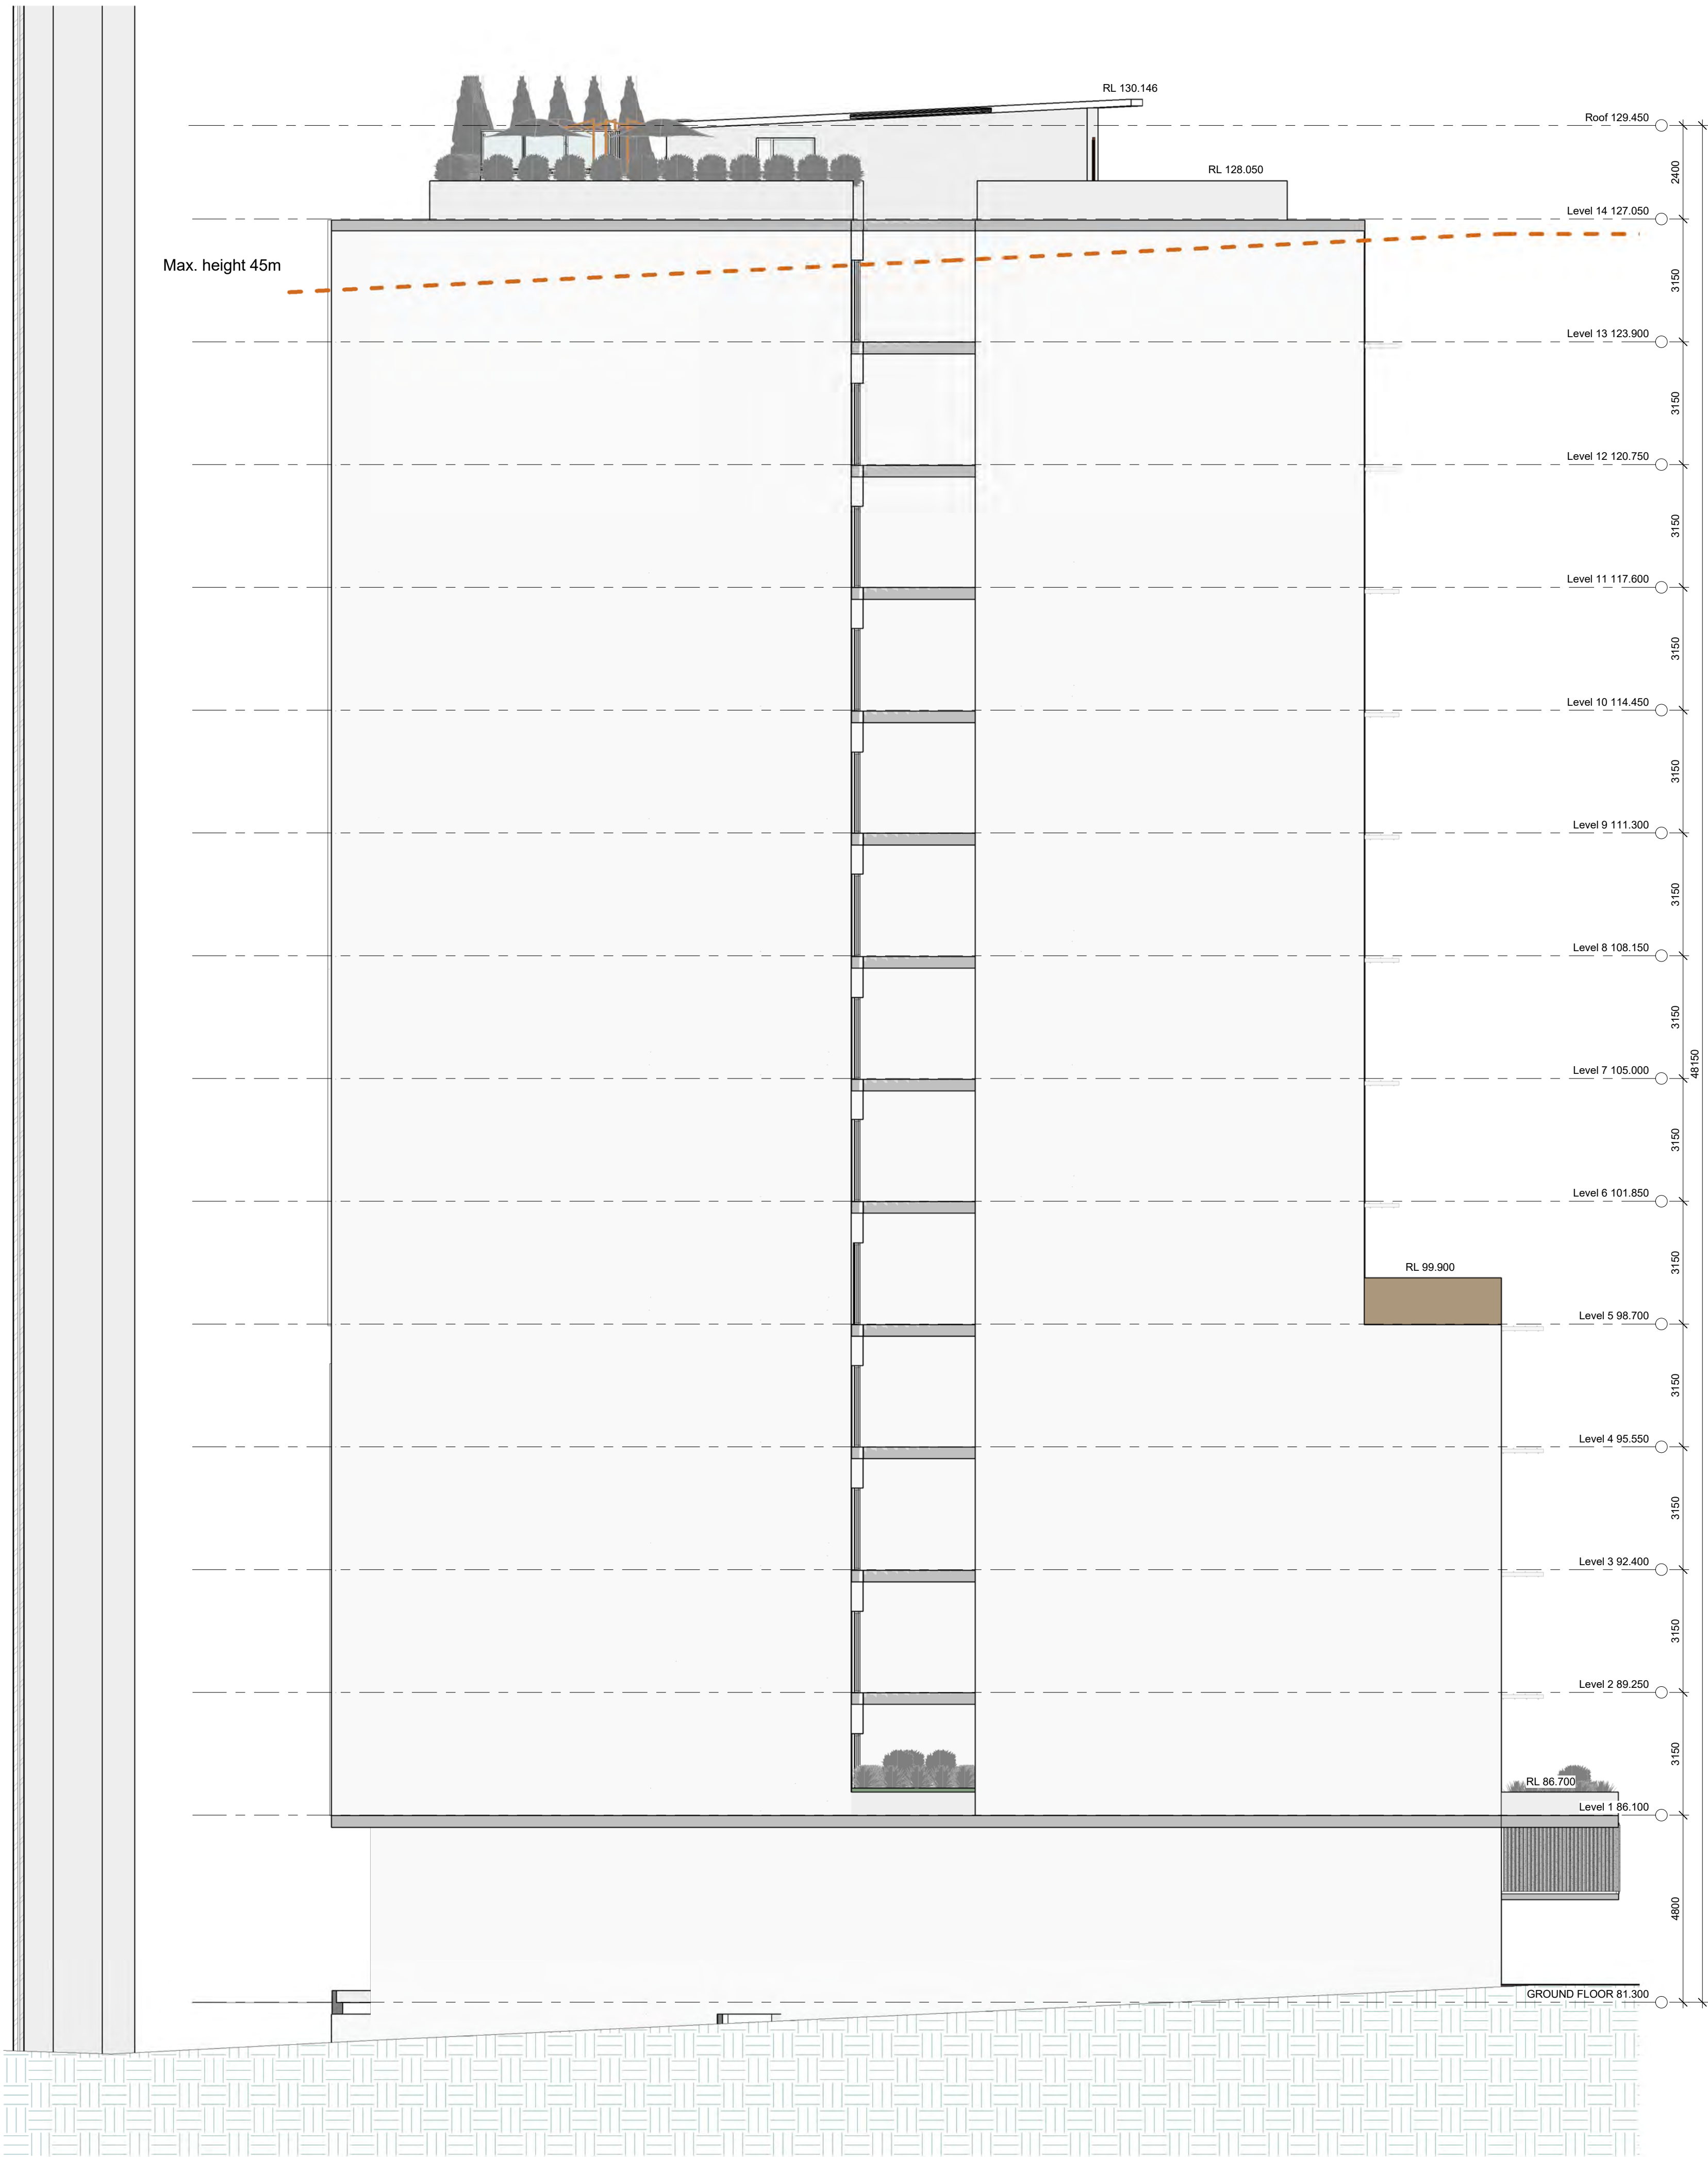 RL 130.146
Roof 129.450
2400
RL 128.050
Level 14 127.050
Max. height 45m
3150
Level 13 123.900
3150
Level 12 120.750
3150
Level 11 117.600
3150
Level 10 114.450
3150
Level 9 111.300
3150
Level 8 108.150
3150
48150
Level 7 105.000
3150
Level 6 101.850
3150
RL 99.900
Level 5 98.700
3150
Level 4 95.550
3150
Level 3 92.400
3150
Level 2 89.250
3150
RL 86.700
Level 1 86.100
4800
GROUND FLOOR 81.300